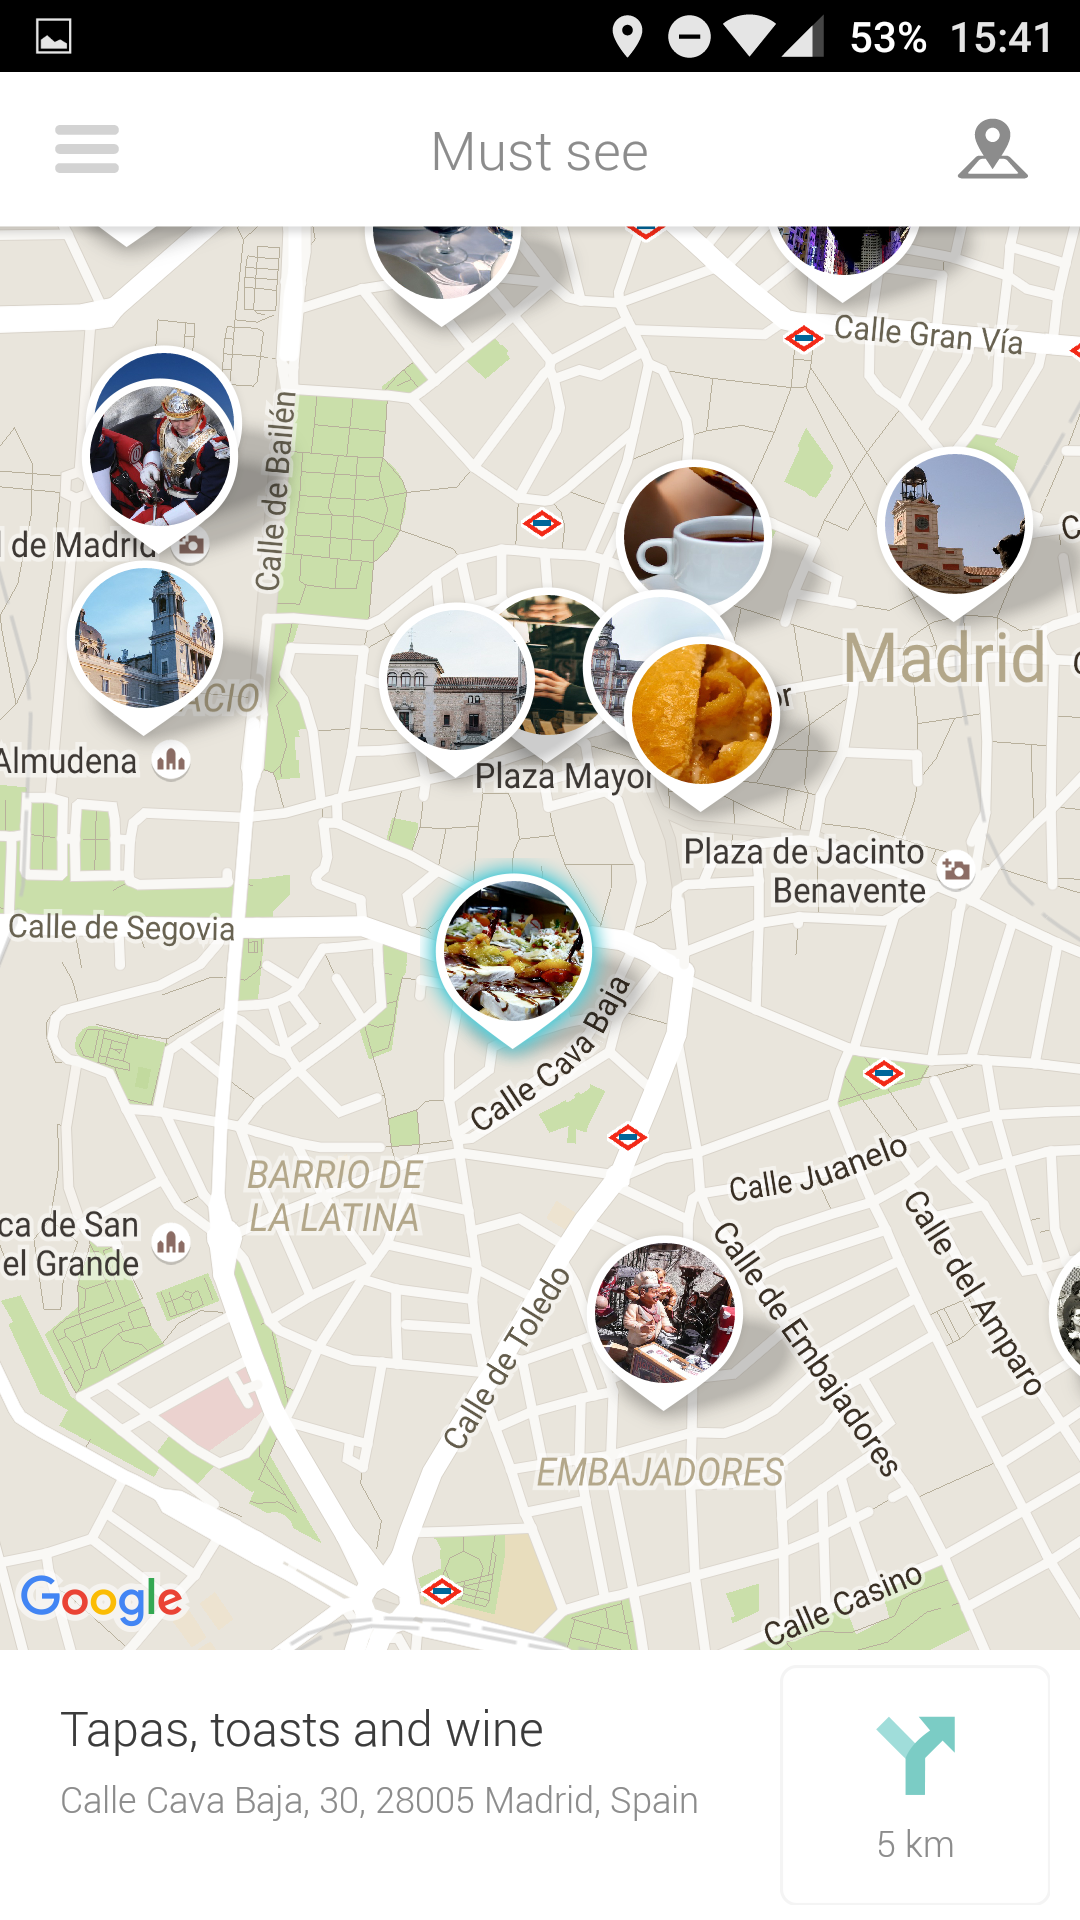 53% 15:41
Must see
Calle Gran Vía
Calle de Bailén
de Madrid
Madrid
Almudena
Plaza Mayor
Plaza de Jacinto
Benavente
Calle de Segovia
Calle Cava Baja
Calle Juanelo
BARRIO DE
LA LATINA
ca de San
el Grande
Calle del Amparo
Calle de Embajadores
Calle de Toledo
EMBAJADORES
Calle Casino
Google
Tapas, toasts and wine
Calle Cava Baja, 30, 28005 Madrid, Spain
5 km